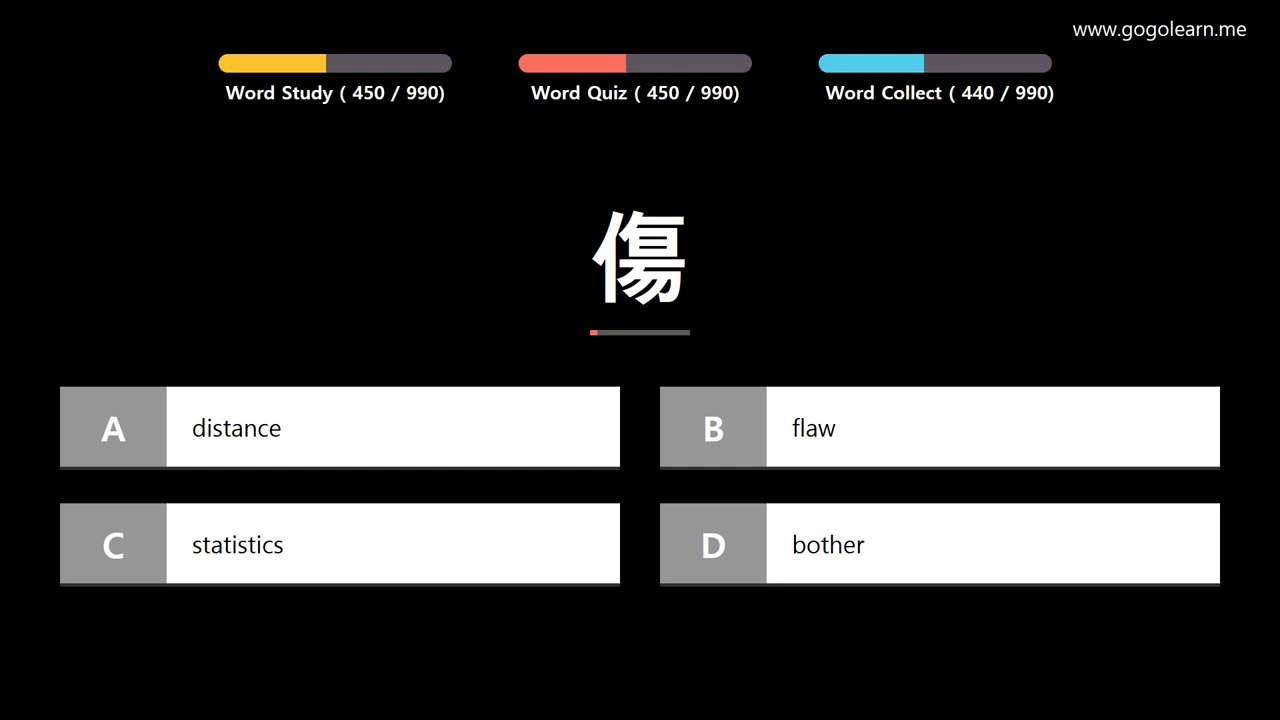 www.gogolearn.me
Word Study ( 450 / 990)
Word Quiz ( 450 / 990)
Word Collect ( 440 / 990)
傷
A distance
B flaw
C statistics
D bother